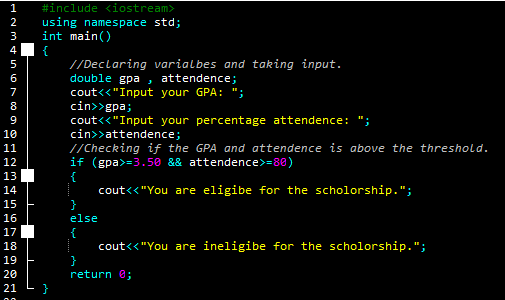 1 #include <iostream>
2 using namespace std;
3 int main()
4 {
5 //Declaring varialbes and taking input.
6 double gpa , attendence;
7 cout<<"Input your GPA: ";
8 cin>>gpa;
9 cout<<"Input your percentage attendence: ";
10 cin>>attendence;
11 //Checking if the GPA and attendence is above the threshold.
12 if (gpa>=3.50 && attendence>=80)
13 {
14 cout<<"You are eligibe for the scholorship.";
15 }
16 else
17 {
18 cout<<"You are ineligibe for the scholorship.";
19 }
20 return 0;
21 }